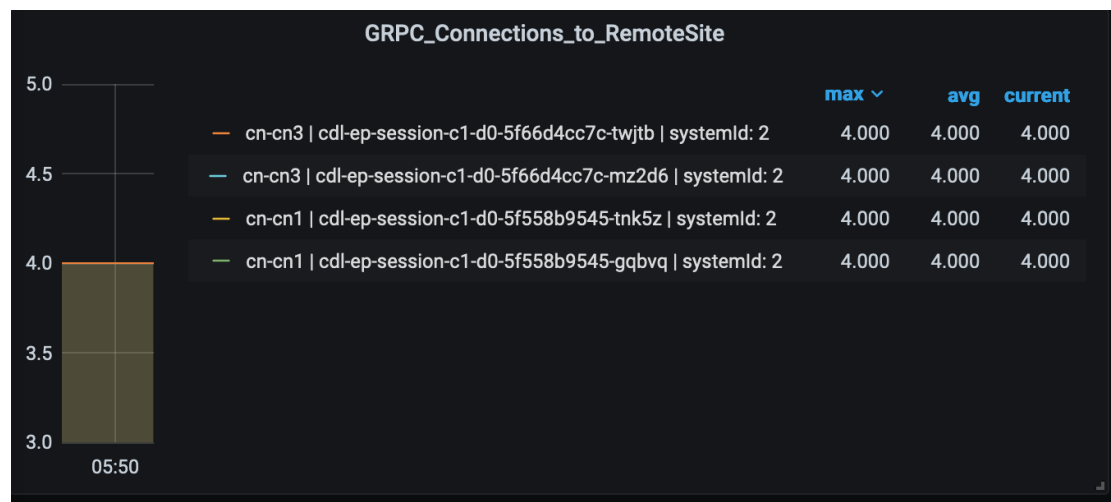 GRPC_Connections_to_RemoteSite
max avg current
cn-cn3 | cdl-ep-session-c1-d0-5f66d4cc7c-twjtb | systemId: 2 4.000 4.000 4.000
cn-cn3 | cdl-ep-session-c1-d0-5f66d4cc7c-mz2d6 | systemId: 2 4.000 4.000 4.000
cn-cn1 | cdl-ep-session-c1-d0-5f558b9545-tnk5z | systemId: 2 4.000 4.000 4.000
cn-cn1 | cdl-ep-session-c1-d0-5f558b9545-gqbvq | systemId: 2 4.000 4.000 4.000
5.0
4.5
4.0
3.5
3.0
05:50